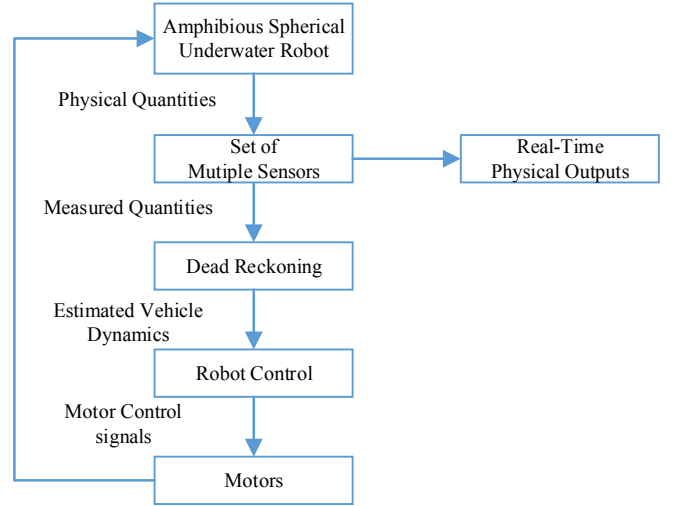 Amphibious Spherical
Underwater Robot
Physical Quantities
Set of
Mutiple Sensors
Real-Time
Physical Outputs
Measured Quantities
Dead Reckoning
Estimated Vehicle
Dynamics
Robot Control
Motor Control
signals
Motors